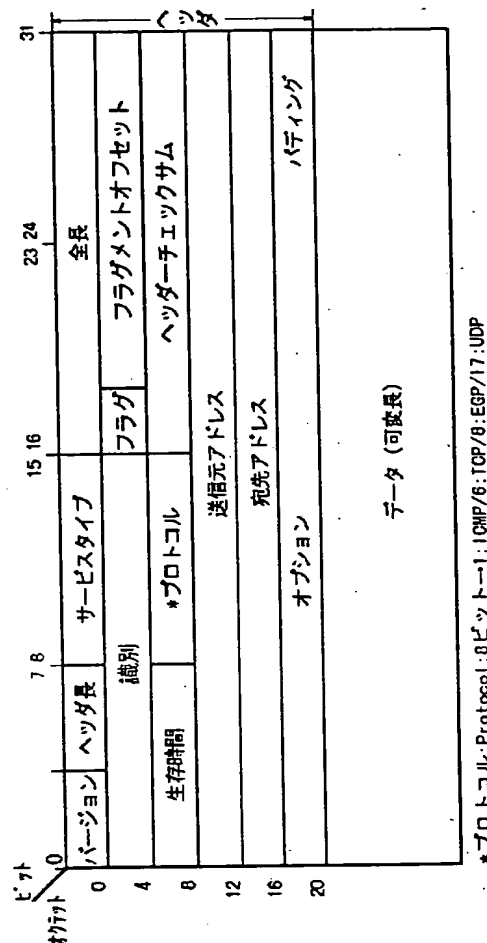 ビット
オクテット
0 7 8 15 16 23 24 31
ヘッダ
0 バージョン ヘッダ長 サービスタイプ 全長
4 識別 フラグ フラグメントオフセット
8 生存時間 *プロトコル ヘッダーチェックサム
12 送信元アドレス
16 宛先アドレス
20 オプション パディング
データ (可変長)
*プロトコル:Protocol:8ビット→1:ICMP/6:TCP/8:EGP/17:UDP